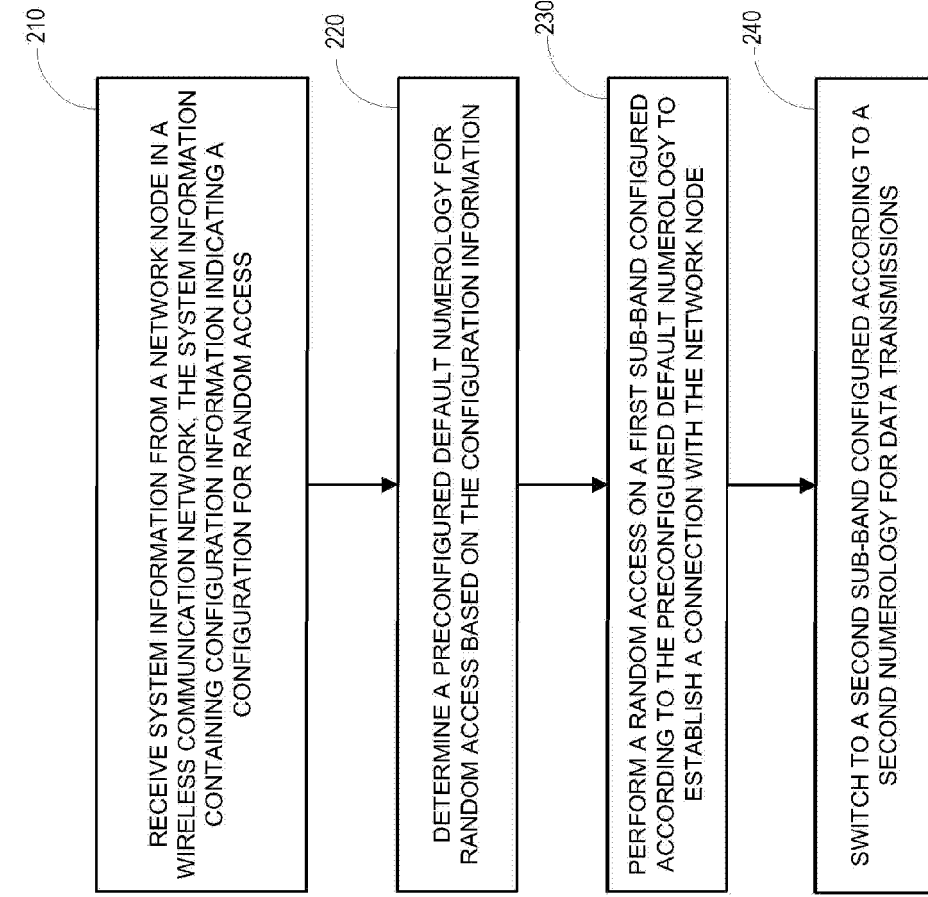 210
RECEIVE SYSTEM INFORMATION FROM A NETWORK NODE IN A
WIRELESS COMMUNICATION NETWORK, THE SYSTEM INFORMATION
CONTAINING CONFIGURATION INFORMATION INDICATING A
CONFIGURATION FOR RANDOM ACCESS
220
DETERMINE A PRECONFIGURED DEFAULT NUMEROLOGY FOR
RANDOM ACCESS BASED ON THE CONFIGURATION INFORMATION
230
PERFORM A RANDOM ACCESS ON A FIRST SUB-BAND CONFIGURED
ACCORDING TO THE PRECONFIGURED DEFAULT NUMEROLOGY TO
ESTABLISH A CONNECTION WITH THE NETWORK NODE
240
SWITCH TO A SECOND SUB-BAND CONFIGURED ACCORDING TO A
SECOND NUMEROLOGY FOR DATA TRANSMISSIONS